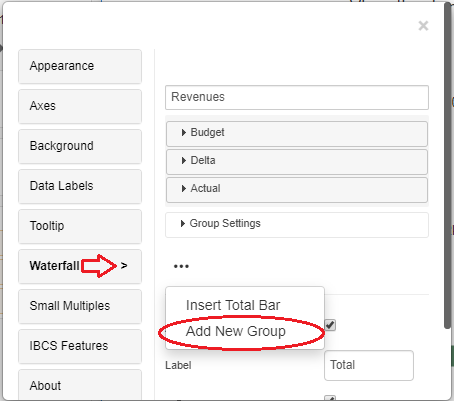 ×
Appearance
Axes
Background
Data Labels
Tooltip
Waterfall >
Small Multiples
IBCS Features
About
Revenues
Budget
Delta
Actual
Group Settings
...
Insert Total Bar
Add New Group
Label
Total